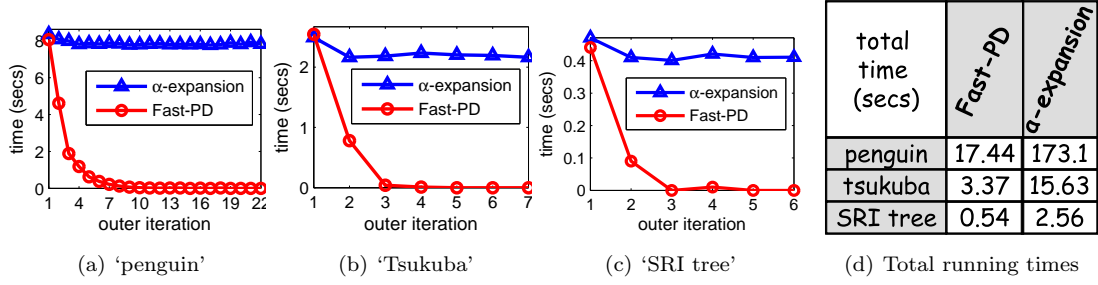 8
6
4
2
0
time (secs)
α-expansion
Fast-PD
1 4 7 10 13 16 19 22
outer iteration
(a) ‘penguin’
2
1
0
time (secs)
α-expansion
Fast-PD
1 2 3 4 5 6 7
outer iteration
(b) ‘Tsukuba’
0.4
0.3
0.2
0.1
0
time (secs)
α-expansion
Fast-PD
1 2 3 4 5 6
outer iteration
(c) ‘SRI tree’
total time (secs) Fast-PD α-expansion
penguin 17.44 173.1
tsukuba 3.37 15.63
SRI tree 0.54 2.56
(d) Total running times